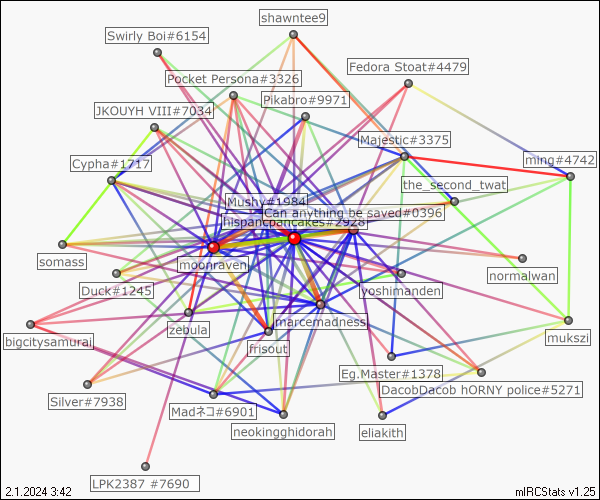 shawntee9
Swirly Boi#6154
Fedora Stoat#4479
Pocket Persona#3326
Pikabro#9971
JKOUYH VIII#7034
Majestic#3375
Cypha#1717
ming#4742
the_second_twat
Mushy#1984
Can anything be saved#0396
hispancpancakes#2928
somass
moonravenh
normalwan
Duck#1245
yoshimanden
zebula
marcemadness
bigcitysamurai
frisout
mukszi
Eg.Master#1378
DacobDacob hORNY police#5271
Silver#7938
Madネコ#6901
neokingghidorah
eliakith
LPK2387 #7690
2.1.2024 3:42
mIRCStats v1.25